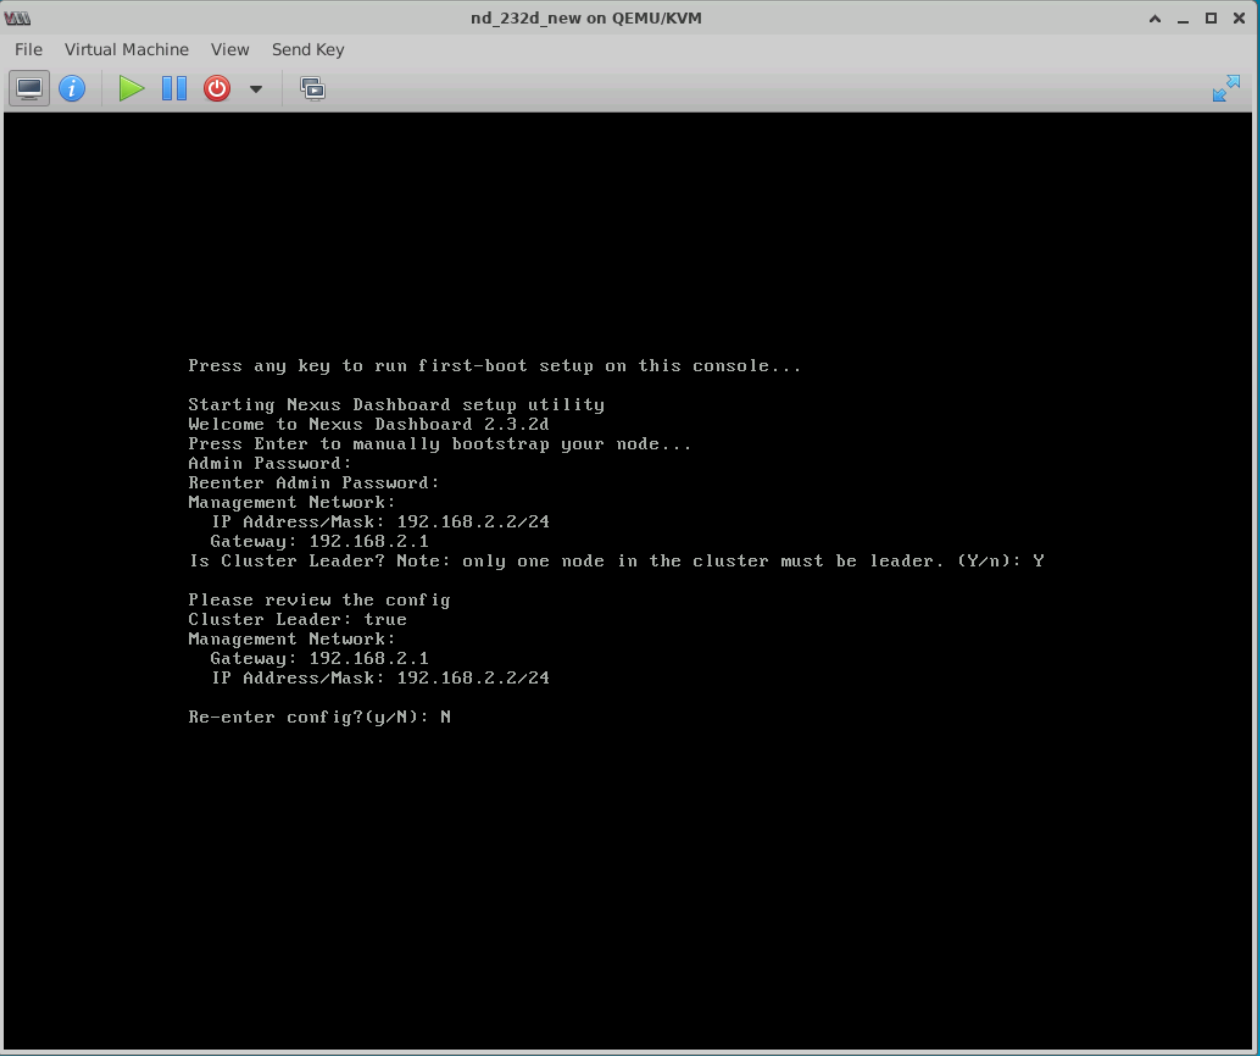 nd_232d_new on QEMU/KVM
File Virtual Machine View Send Key
Press any key to run first-boot setup on this console...
Starting Nexus Dashboard setup utility
Welcome to Nexus Dashboard 2.3.2d
Press Enter to manually bootstrap your node...
Admin Password:
Reenter Admin Password:
Management Network:
  IP Address/Mask: 192.168.2.2/24
  Gateway: 192.168.2.1
Is Cluster Leader? Note: only one node in the cluster must be leader. (Y/n): Y
Please review the config
Cluster Leader: true
Management Network:
  Gateway: 192.168.2.1
  IP Address/Mask: 192.168.2.2/24
Re-enter config?(y/N): N